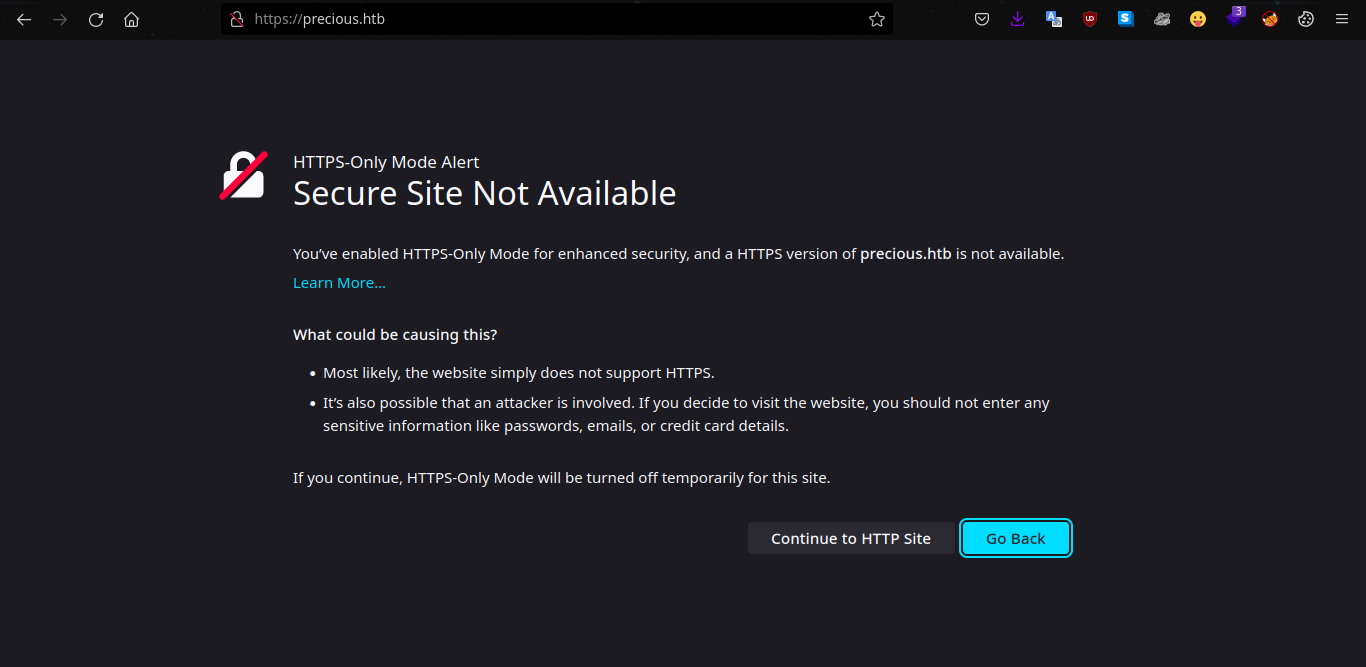 https://precious.htb
3
HTTPS-Only Mode Alert
Secure Site Not Available
You’ve enabled HTTPS-Only Mode for enhanced security, and a HTTPS version of precious.htb is not available.
Learn More…
What could be causing this?
• Most likely, the website simply does not support HTTPS.
• It’s also possible that an attacker is involved. If you decide to visit the website, you should not enter any
sensitive information like passwords, emails, or credit card details.
If you continue, HTTPS-Only Mode will be turned off temporarily for this site.
Continue to HTTP Site
Go Back